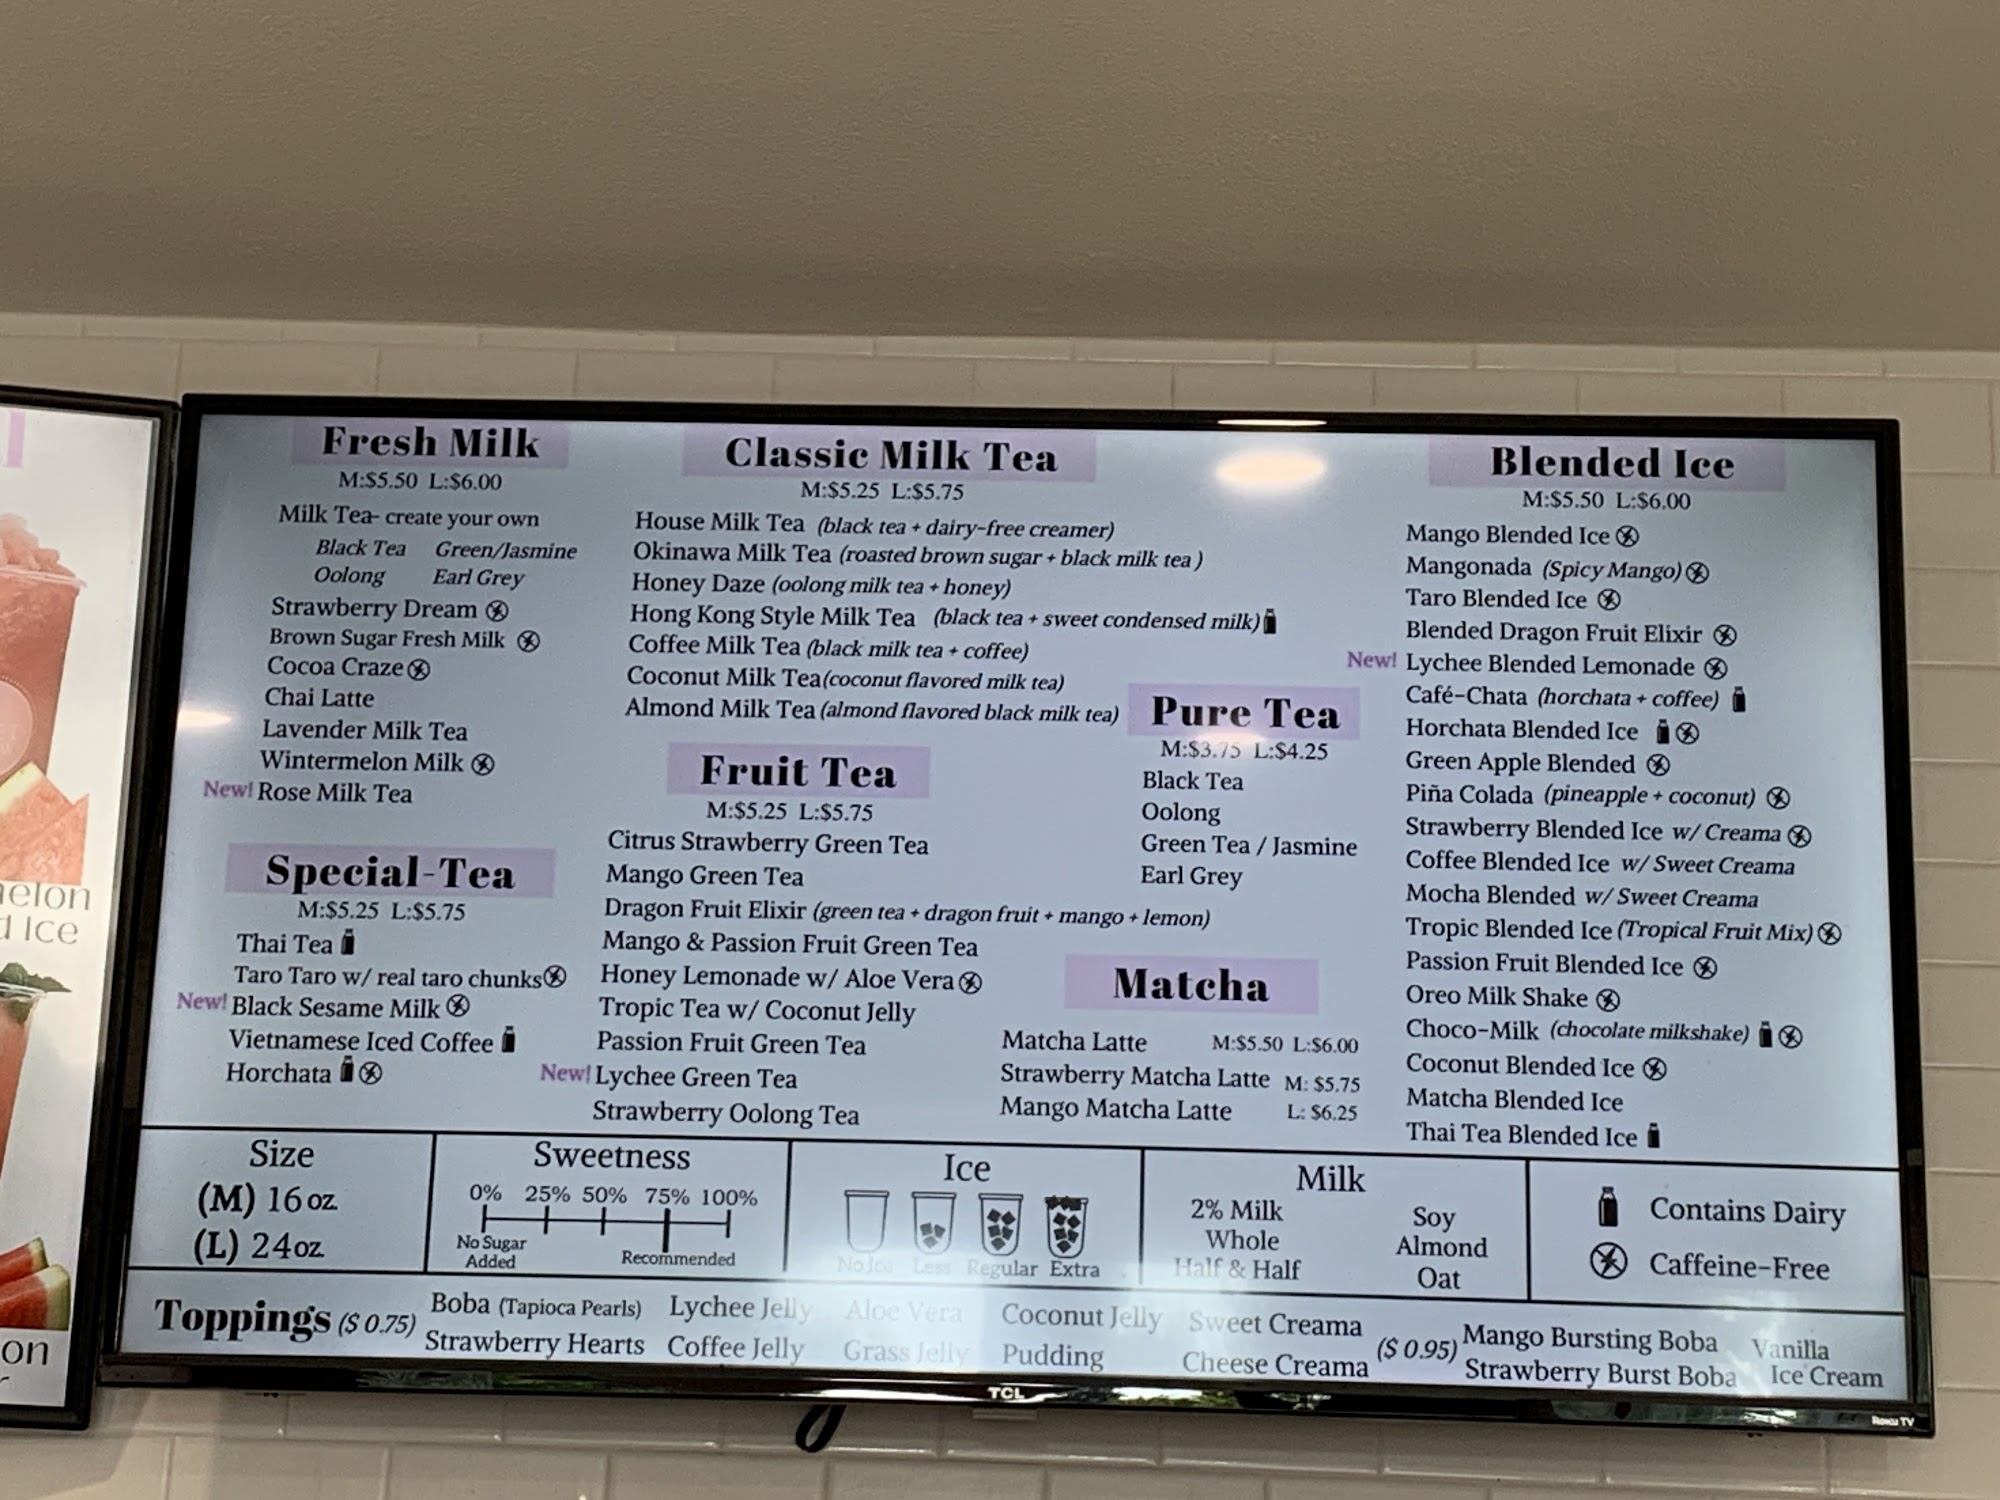 elon
d Ice
on
Fresh Milk
M:$5.50 L:$6.00
Milk Tea- create your own
Black Tea Green/Jasmine
Oolong Earl Grey
Strawberry Dream
Brown Sugar Fresh Milk
Cocoa Craze
Chai Latte
Lavender Milk Tea
Wintermelon Milk
New! Rose Milk Tea
Special-Tea
M:$5.25 L:$5.75
Thai Tea
Taro Taro w/ real taro chunks
New! Black Sesame Milk
Vietnamese Iced Coffee
Horchata
Classic Milk Tea
M:$5.25 L:$5.75
House Milk Tea (black tea + dairy-free creamer)
Okinawa Milk Tea (roasted brown sugar + black milk tea )
Honey Daze (oolong milk tea + honey)
Hong Kong Style Milk Tea (black tea + sweet condensed milk)
Coffee Milk Tea (black milk tea + coffee)
Coconut Milk Tea(coconut flavored milk tea)
Almond Milk Tea (almond flavored black milk tea)
Fruit Tea
M:$5.25 L:$5.75
Citrus Strawberry Green Tea
Mango Green Tea
Dragon Fruit Elixir (green tea + dragon fruit + mango + lemon)
Mango & Passion Fruit Green Tea
Honey Lemonade w/ Aloe Vera
Tropic Tea w/ Coconut Jelly
Passion Fruit Green Tea
New! Lychee Green Tea
Strawberry Oolong Tea
Pure Tea
M:$3.75 L:$4.25
Black Tea
Oolong
Green Tea / Jasmine
Earl Grey
Matcha
Matcha Latte M:$5.50 L:$6.00
Strawberry Matcha Latte M: $5.75
Mango Matcha Latte L: $6.25
Blended Ice
M:$5.50 L:$6.00
Mango Blended Ice
Mangonada (Spicy Mango)
Taro Blended Ice
Blended Dragon Fruit Elixir
New! Lychee Blended Lemonade
Café-Chata (horchata + coffee)
Horchata Blended Ice
Green Apple Blended
Piña Colada (pineapple + coconut)
Strawberry Blended Ice w/ Creama
Coffee Blended Ice w/ Sweet Creama
Mocha Blended w/ Sweet Creama
Tropic Blended Ice (Tropical Fruit Mix)
Passion Fruit Blended Ice
Oreo Milk Shake
Choco-Milk (chocolate milkshake)
Coconut Blended Ice
Matcha Blended Ice
Thai Tea Blended Ice
Size
(M) 16 oz.
(L) 24oz
Sweetness
0% 25% 50% 75% 100%
No Sugar
Added
Recommended
Ice
No Ice Less Regular Extra
Milk
2% Milk
Whole
Half & Half
Soy
Almond
Oat
Contains Dairy
Caffeine-Free
Toppings ($ 0.75)
Boba (Tapioca Pearls) Lychee Jelly Aloe Vera Coconut Jelly Sweet Creama
Strawberry Hearts Coffee Jelly Grass Jelly Pudding Cheese Creama
($ 0.95)
Mango Bursting Boba Vanilla
Strawberry Burst Boba Ice Cream
TCL
Roku TV